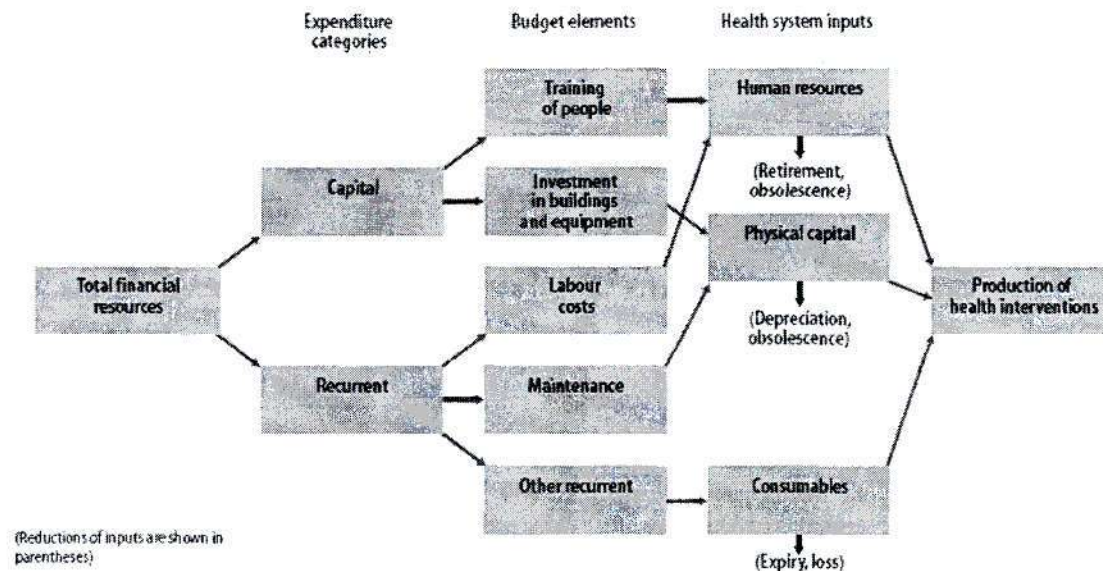 Expenditure
categories
Budget elements
Health system inputs
Training
of people
Human resources
(Retirement,
obsolescence)
Capital
Investment
in buildings
and equipment
Physical capital
(Depreciation,
obsolescence)
Total financial
resources
Labour
costs
Production of
health interventions
Recurrent
Maintenance
Other recurrent
Consumables
(Expiry, loss)
(Reductions of inputs are shown in
parentheses)